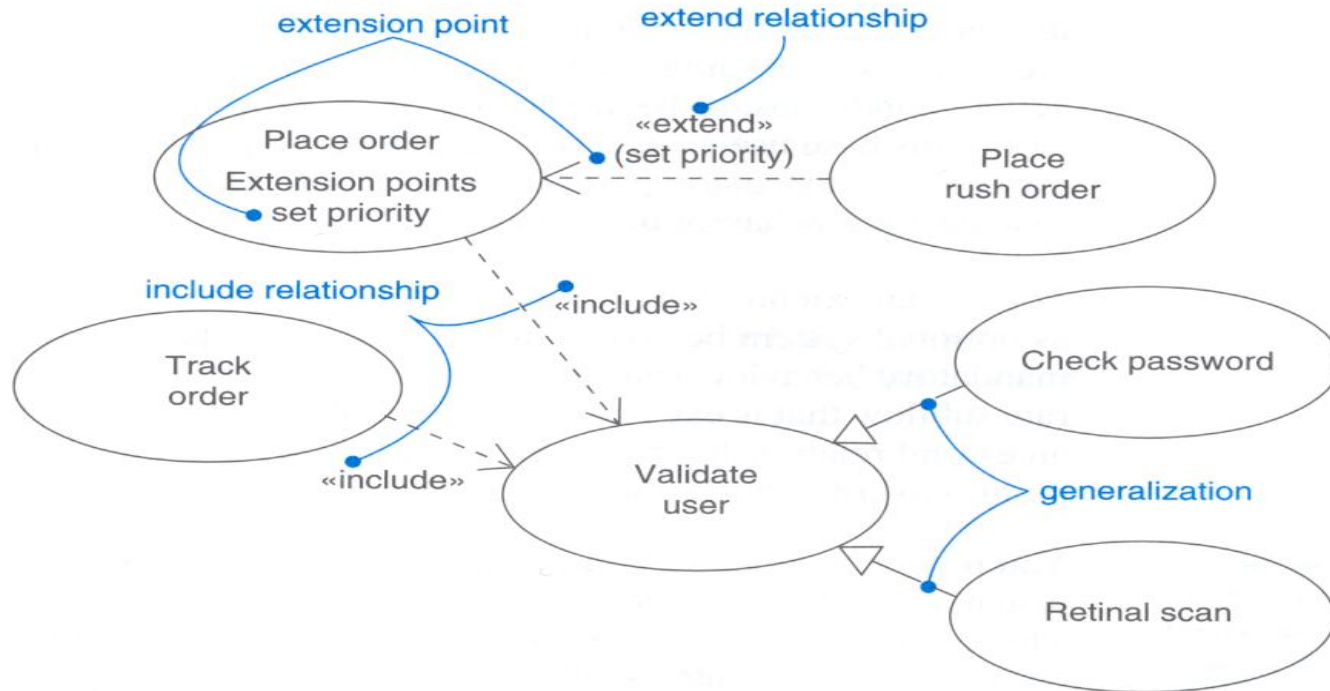 extension point
extend relationship
«extend»
(set priority)
Place order
Extension points
set priority
Place
rush order
include relationship
«include»
Track
order
Check password
«include»
Validate
user
generalization
Retinal scan